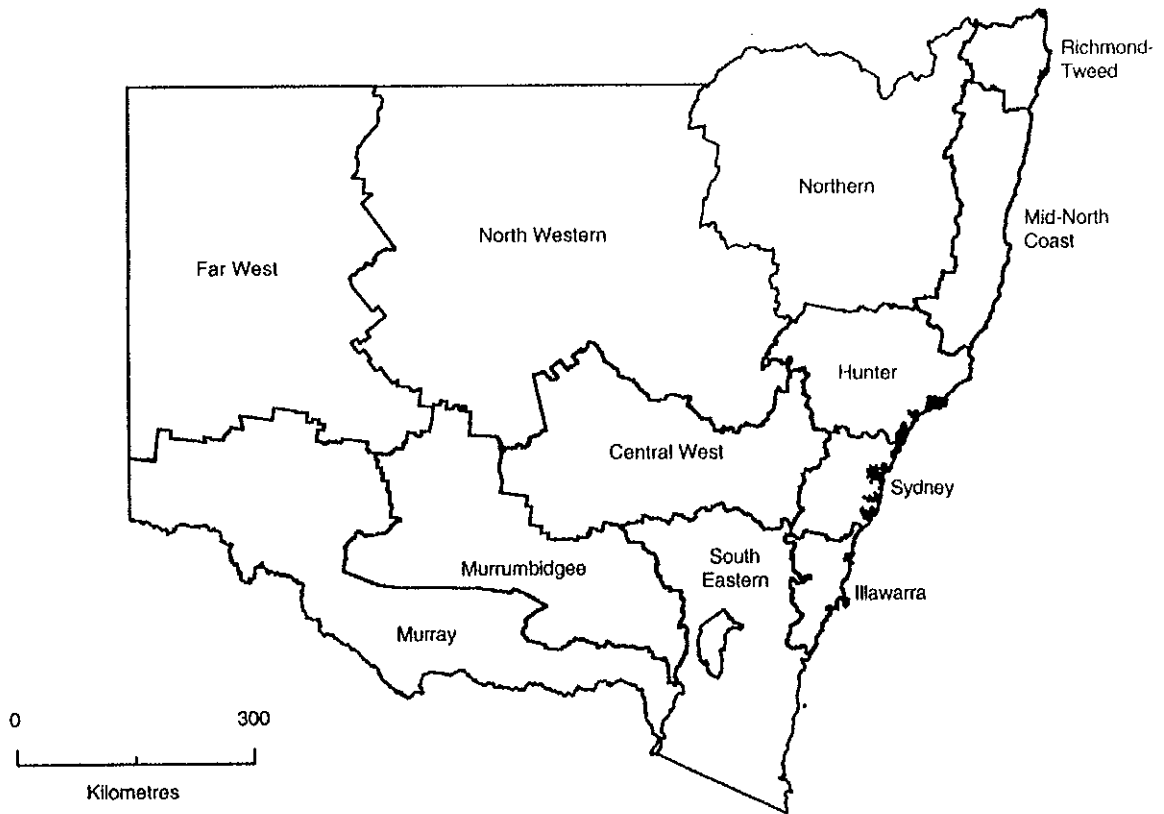 Richmond-
Tweed
Northern
Mid-North
Coast
North Western
Far West
Hunter
Central West
Sydney
South
Eastern
Murrumbidgee
Illawarra
Murray
0 300
Kilometres